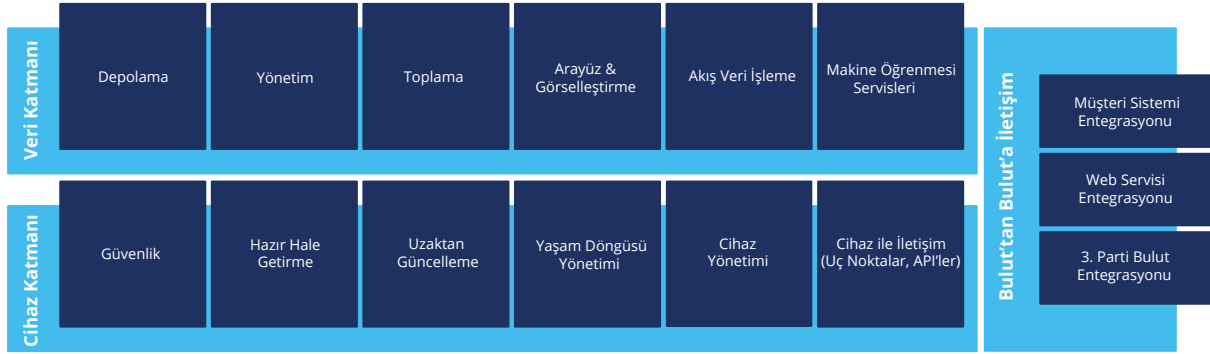 Veri Katmanı
Depolama
Yönetim
Toplama
Arayüz &
Görselleştirme
Akış Veri İşleme
Makine Öğrenmesi
Servisleri
Cihaz Katmanı
Güvenlik
Hazır Hale
Getirme
Uzaktan
Güncelleme
Yaşam Döngüsü
Yönetimi
Cihaz
Yönetimi
Cihaz ile İletişim
(Uç Noktalar, API’ler)
Bulut’tan Bulut’a İletişim
Müşteri Sistemi
Entegrasyonu
Web Servisi
Entegrasyonu
3. Parti Bulut
Entegrasyonu